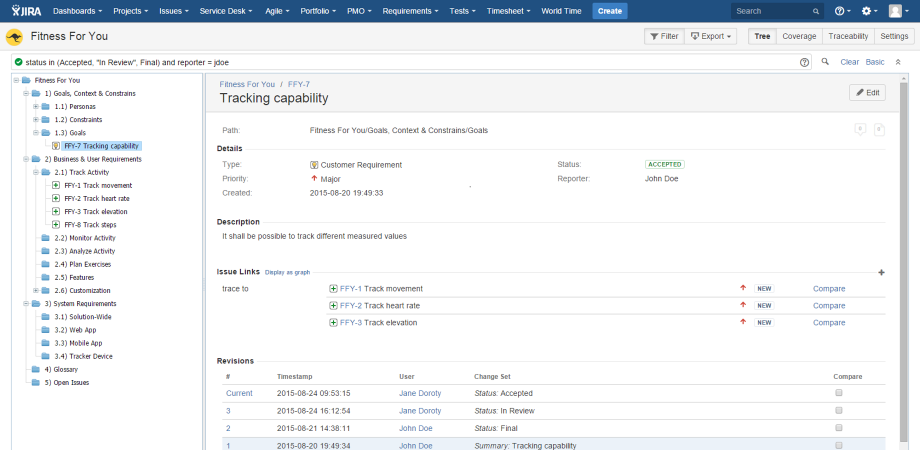 JIRA Dashboards Projects Issues Service Desk Agile Portfolio PMO Requirements Tests Timesheet World Time Create Search
Fitness For You Filter Export Tree Coverage Traceability Settings
status in (Accepted, "In Review", Final) and reporter = jdoe Clear Basic
Fitness For You
1) Goals, Context & Constrains
1.1) Personas
1.2) Constraints
1.3) Goals
FFY-7 Tracking capability
2) Business & User Requirements
2.1) Track Activity
FFY-1 Track movement
FFY-2 Track heart rate
FFY-3 Track elevation
FFY-8 Track steps
2.2) Monitor Activity
2.3) Analyze Activity
2.4) Plan Exercises
2.5) Features
2.6) Customization
3) System Requirements
3.1) Solution-Wide
3.2) Web App
3.3) Mobile App
3.4) Tracker Device
4) Glossary
5) Open Issues
Fitness For You / FFY-7
Tracking capability
Edit
Path: Fitness For You/Goals, Context & Constrains/Goals
Details
Type: Customer Requirement Status: ACCEPTED
Priority: Major Reporter: John Doe
Created: 2015-08-20 19:49:33
Description
It shall be possible to track different measured values
Issue Links Display as graph
trace to FFY-1 Track movement NEW Compare
FFY-2 Track heart rate NEW Compare
FFY-3 Track elevation NEW Compare
Revisions
# Timestamp User Change Set Compare
Current 2015-08-24 09:53:15 Jane Doroty Status: Accepted
3 2015-08-24 16:12:54 Jane Doroty Status: In Review
2 2015-08-21 14:38:11 John Doe Status: Final
1 2015-08-20 19:49:34 John Doe Summary: Tracking capability